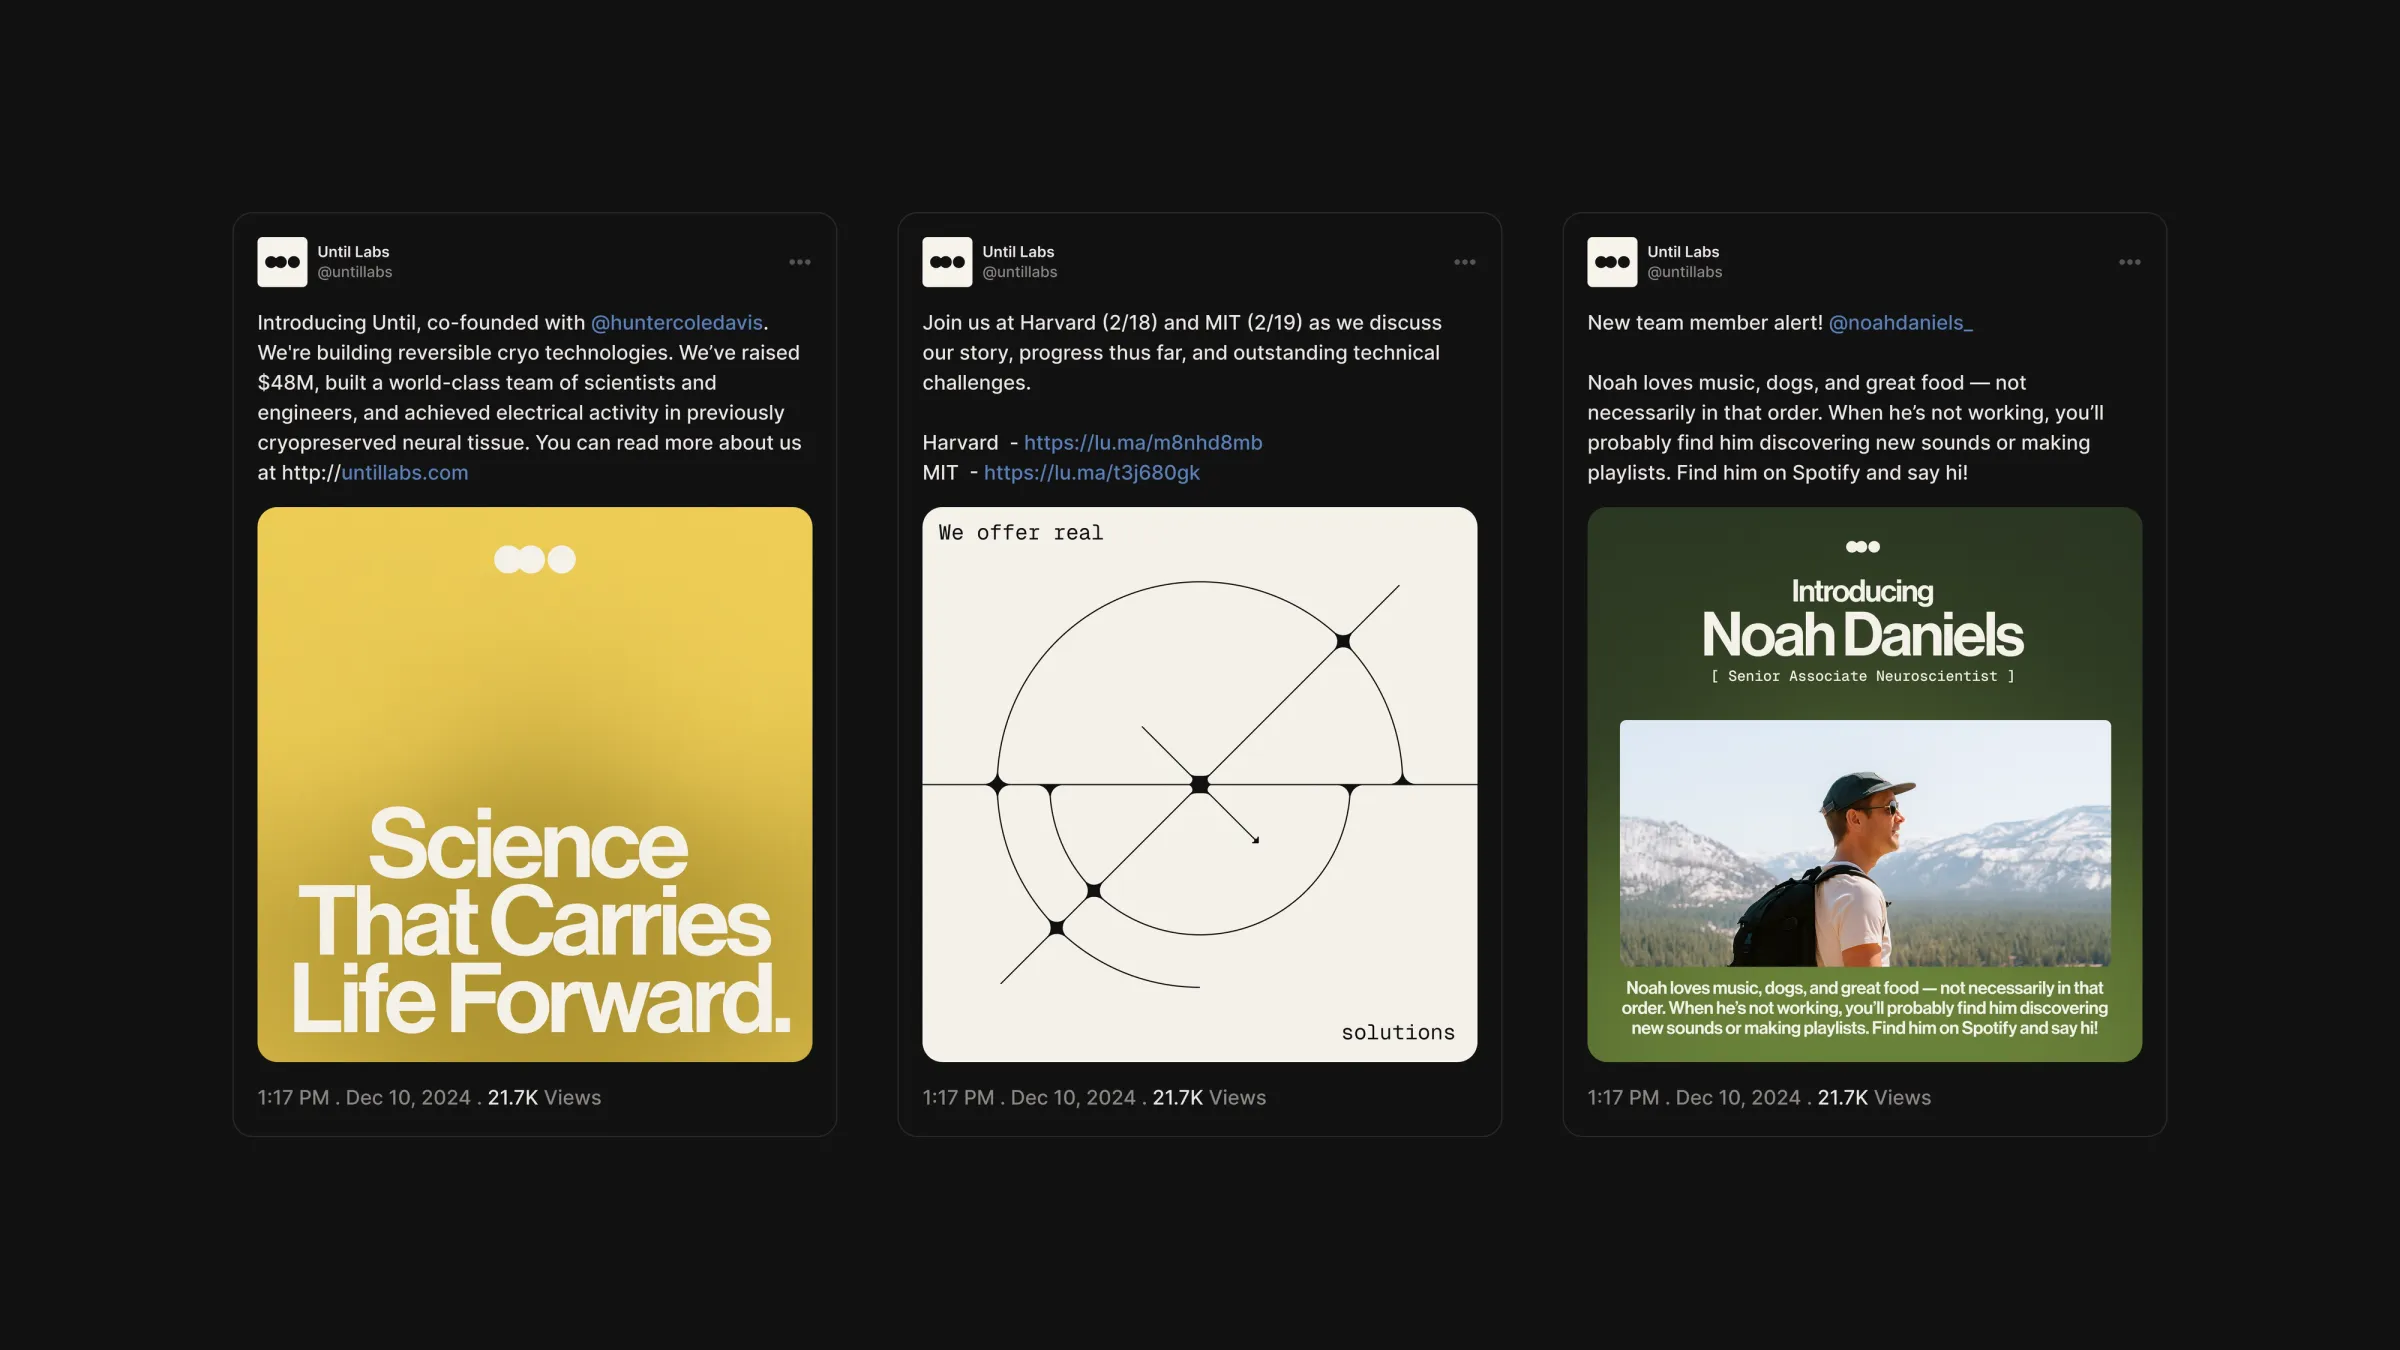 Until Labs
@untillabs
Introducing Until, co-founded with @huntercoledavis.
We're building reversible cryo technologies. We’ve raised
$48M, built a world-class team of scientists and
engineers, and achieved electrical activity in previously
cryopreserved neural tissue. You can read more about us
at http://untillabs.com
Science
That Carries
Life Forward.
1:17 PM . Dec 10, 2024 . 21.7K Views
Until Labs
@untillabs
Join us at Harvard (2/18) and MIT (2/19) as we discuss
our story, progress thus far, and outstanding technical
challenges.
Harvard - https://lu.ma/m8nhd8mb
MIT - https://lu.ma/t3j680gk
We offer real
solutions
1:17 PM . Dec 10, 2024 . 21.7K Views
Until Labs
@untillabs
New team member alert! @noahdaniels_
Noah loves music, dogs, and great food — not
necessarily in that order. When he’s not working, you’ll
probably find him discovering new sounds or making
playlists. Find him on Spotify and say hi!
Introducing
Noah Daniels
[ Senior Associate Neuroscientist ]
Noah loves music, dogs, and great food — not necessarily in that
order. When he’s not working, you’ll probably find him discovering
new sounds or making playlists. Find him on Spotify and say hi!
1:17 PM . Dec 10, 2024 . 21.7K Views